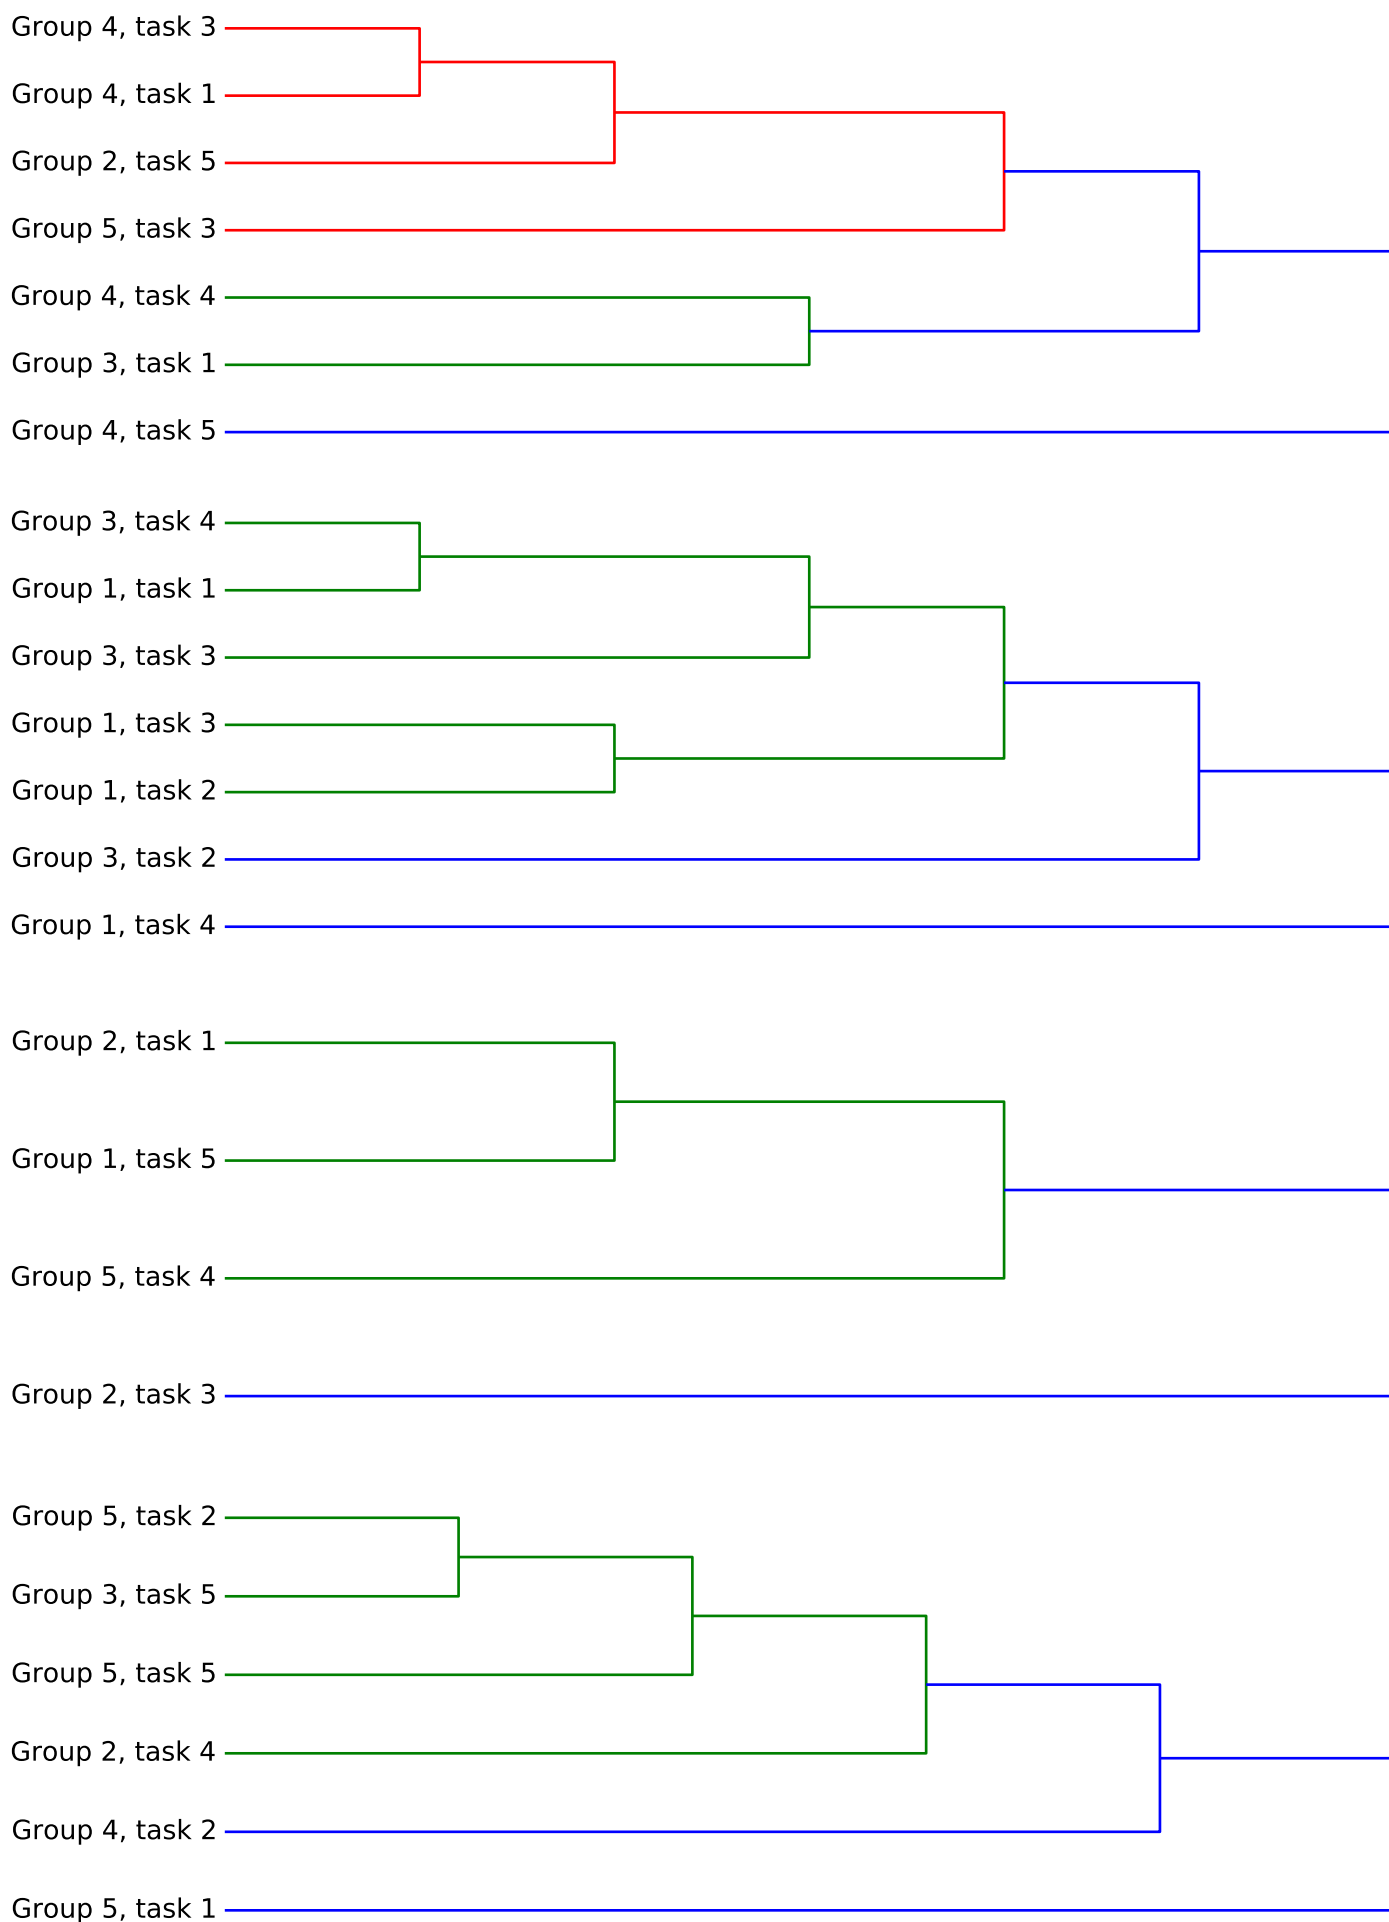 Group 4, task 3
Group 4, task 1
Group 2, task 5
Group 5, task 3
Group 4, task 4
Group 3, task 1
Group 4, task 5
Group 3, task 4
Group 1, task 1
Group 3, task 3
Group 1, task 3
Group 1, task 2
Group 3, task 2
Group 1, task 4
Group 2, task 1
Group 1, task 5
Group 5, task 4
Group 2, task 3
Group 5, task 2
Group 3, task 5
Group 5, task 5
Group 2, task 4
Group 4, task 2
Group 5, task 1